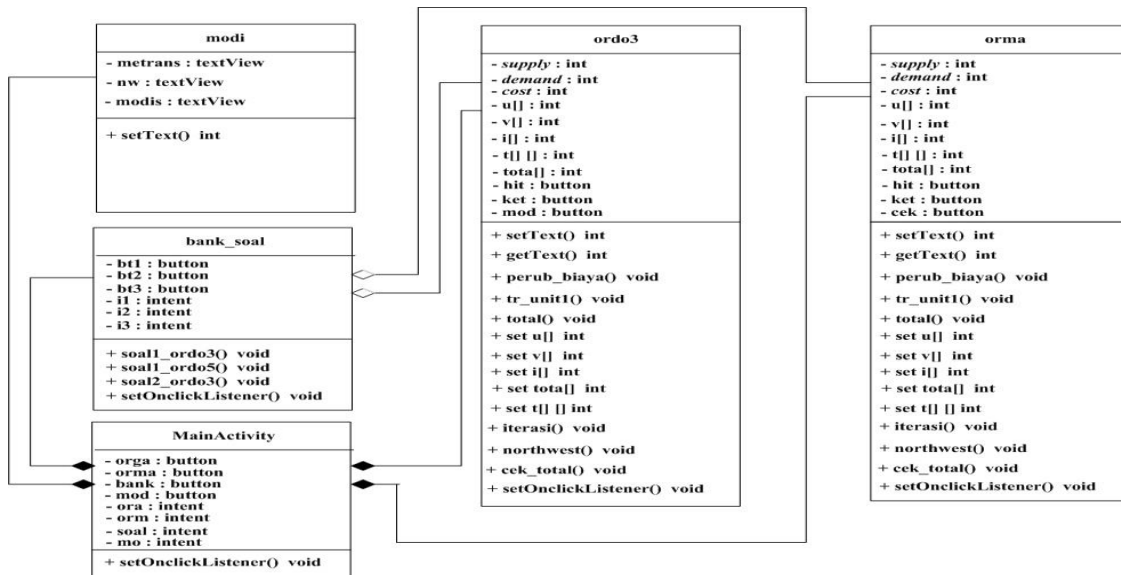 modi
- metrans : textView
- nw : textView
- modis : textView
+ setText() int
bank_soal
- bt1 : button
- bt2 : button
- bt3 : button
- i1 : intent
- i2 : intent
- i3 : intent
+ soal1_ordo3() void
+ soal1_ordo5() void
+ soal2_ordo3() void
+ setOnclickListener() void
MainActivity
- orga : button
- orma : button
- bank : button
- mod : button
- ora : intent
- orm : intent
- soal : intent
- mo : intent
+ setOnclickListener() void
ordo3
- supply : int
- demand : int
- cost : int
- u[] : int
- v[] : int
- i[] : int
- t[] [] : int
- tota[] : int
- hit : button
- ket : button
- mod : button
+ setText() int
+ getText() int
+ perub_biaya() void
+ tr_unit1() void
+ total() void
+ set u[] int
+ set v[] int
+ set i[] int
+ set tota[] int
+ set t[] [] int
+ iterasi() void
+ northwest() void
+ cek_total() void
+ setOnclickListener() void
orma
- supply : int
- demand : int
- cost : int
- u[] : int
- v[] : int
- i[] : int
- t[] [] : int
- tota[] : int
- hit : button
- ket : button
- cek : button
+ setText() int
+ getText() int
+ perub_biaya() void
+ tr_unit1() void
+ total() void
+ set u[] int
+ set v[] int
+ set i[] int
+ set tota[] int
+ set t[] [] int
+ iterasi() void
+ northwest() void
+ cek_total() void
+ setOnclickListener() void